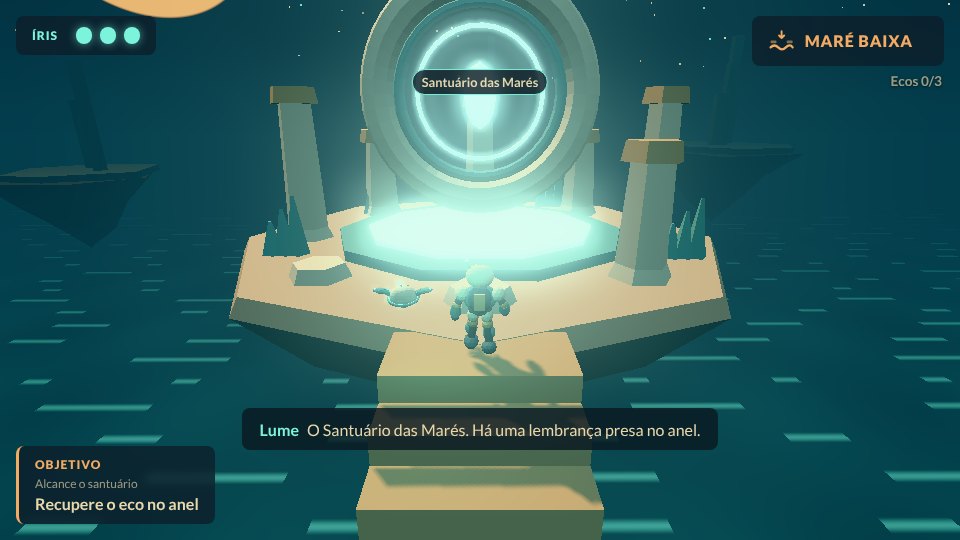 ÍRIS
MARÉ BAIXA
Ecos 0/3
Santuário das Marés
Lume O Santuário das Marés. Há uma lembrança presa no anel.
OBJETIVO
Alcance o santuário
Recupere o eco no anel